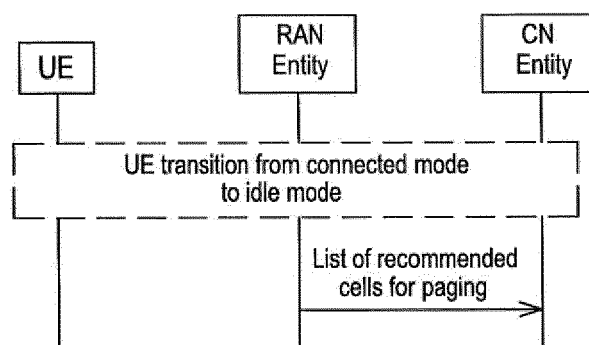 UE
RAN
Entity
CN
Entity
UE transition from connected mode
to idle mode
List of recommended
cells for paging